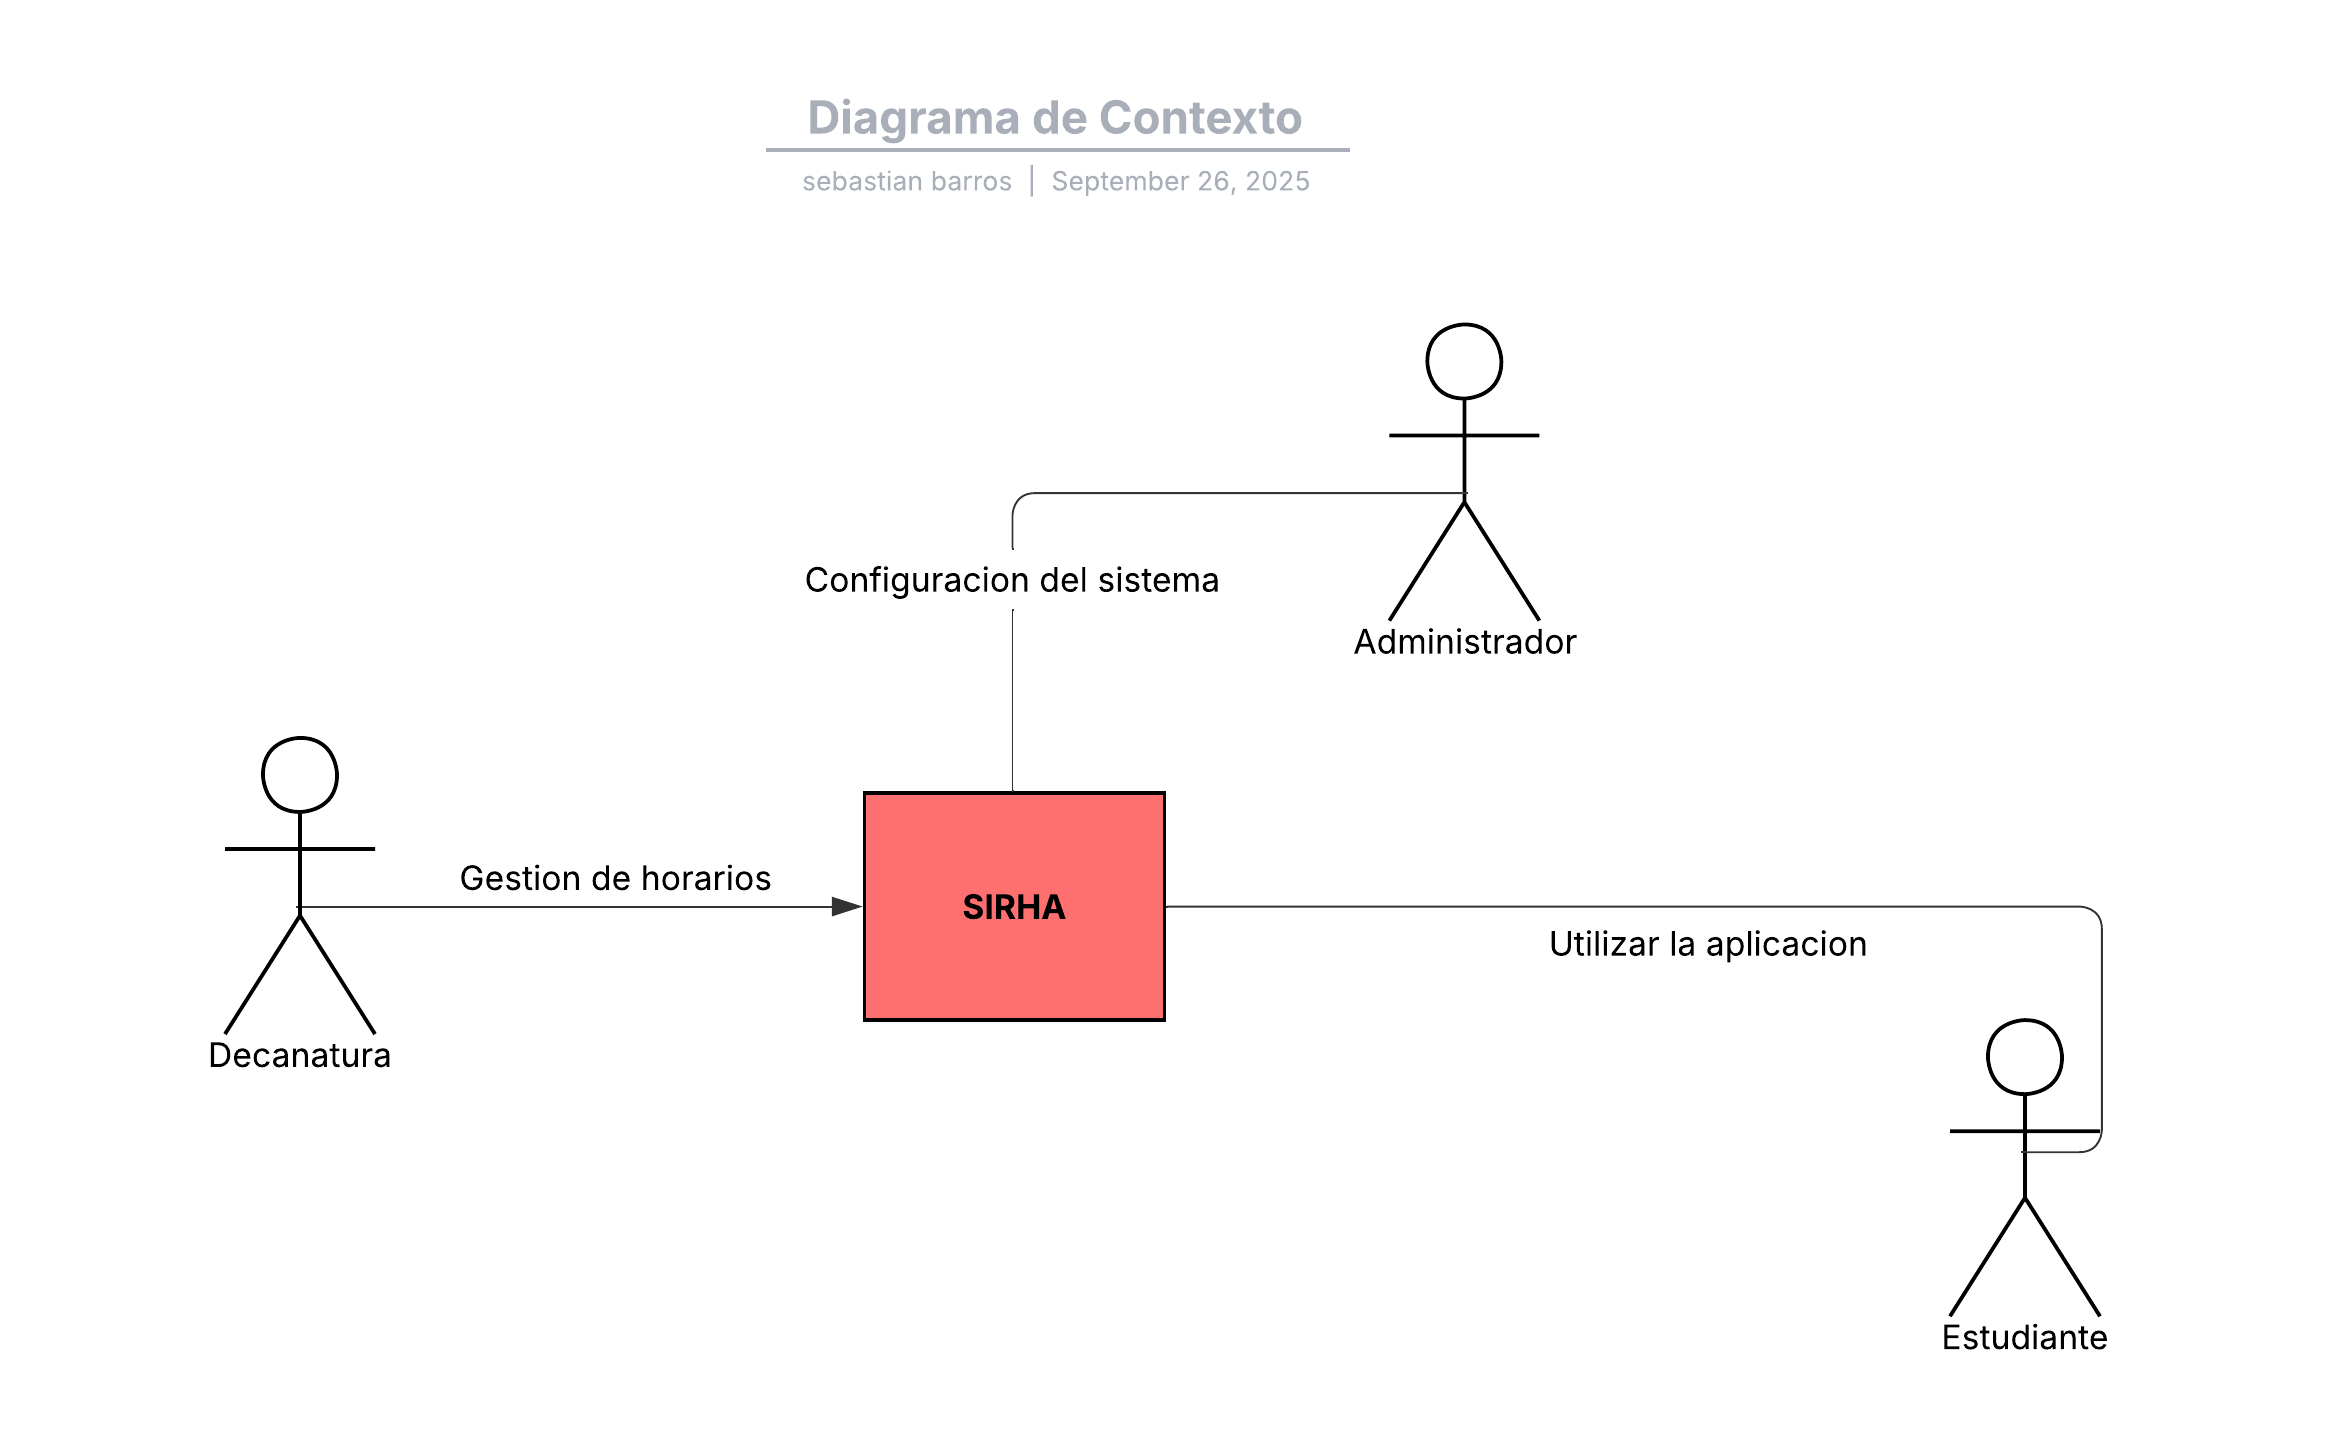 Diagrama de Contexto
sebastian barros | September 26, 2025
Configuracion del sistema
Administrador
Gestion de horarios
SIRHA
Utilizar la aplicacion
Decanatura
Estudiante